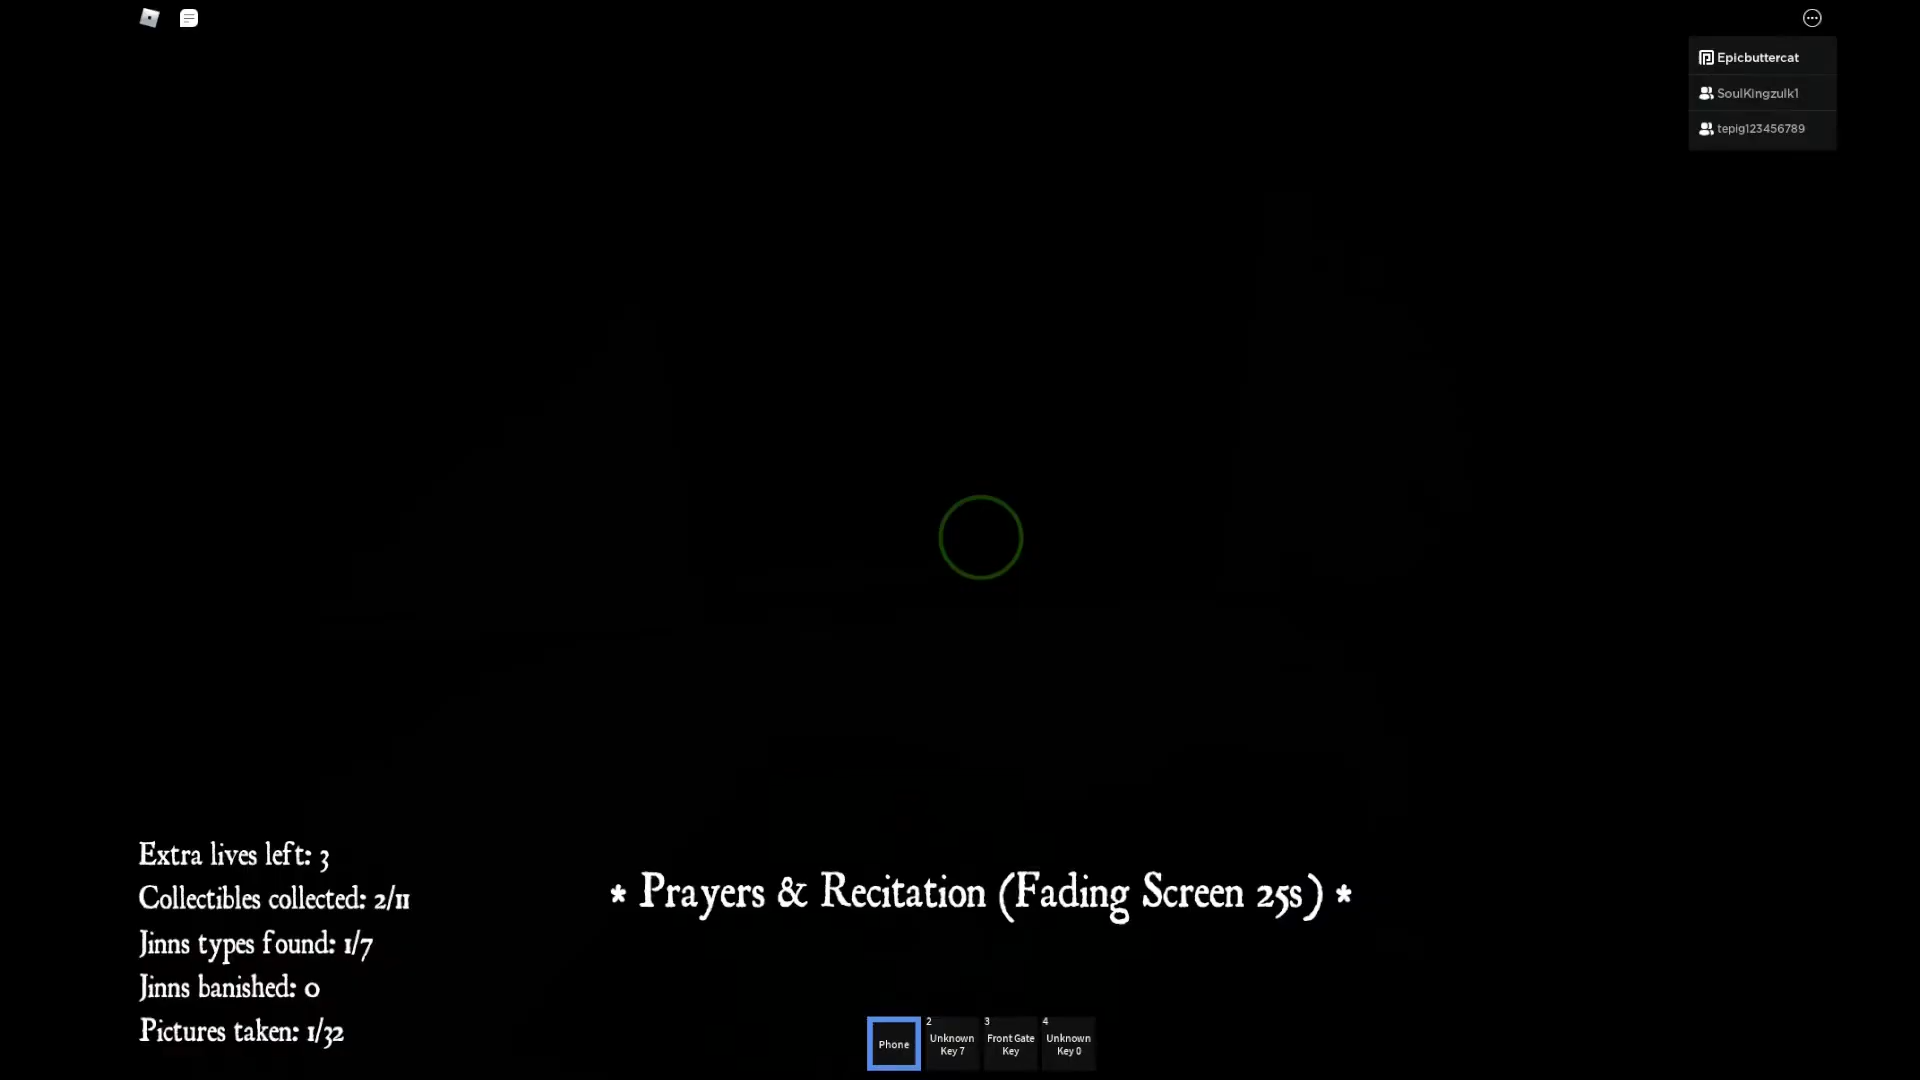 Epicbuttercat
SoulKingzulk1
tepig123456789
Extra lives left: 3
Collectibles collected: 2/11
Jinns types found: 1/7
Jinns banished: 0
Pictures taken: 1/32
* Prayers & Recitation (Fading Screen 25s) *
Phone
2
Unknown
Key 7
3
Front Gate
Key
4
Unknown
Key 0